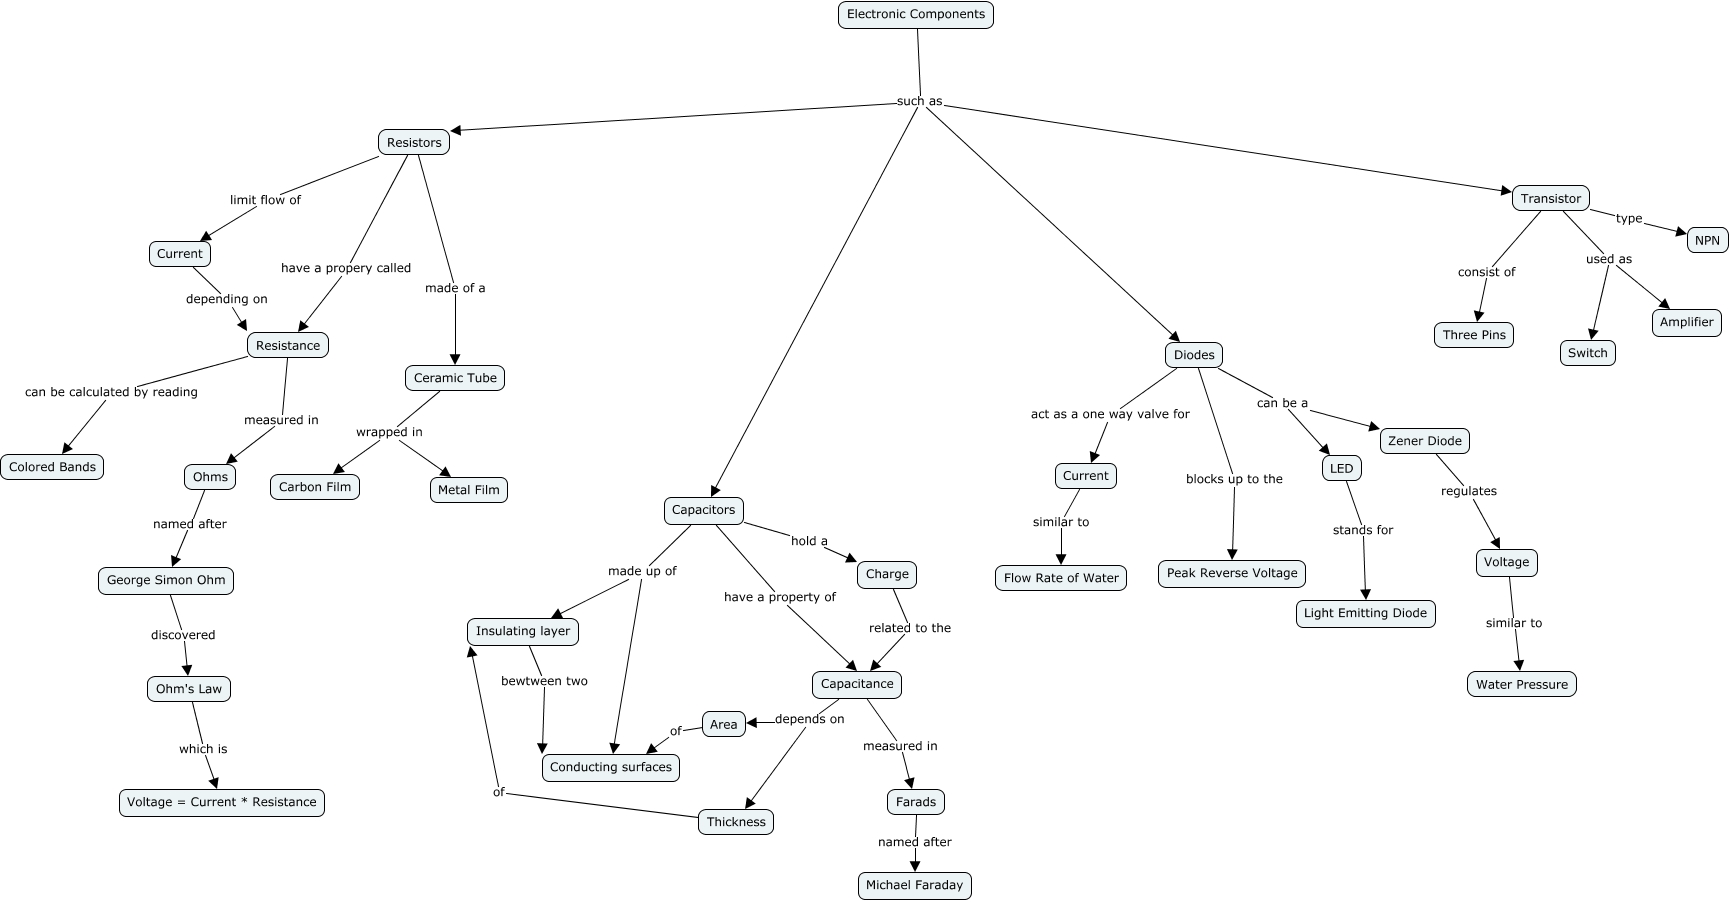 Electronic Components
such as
Resistors
limit flow of
Current
depending on
have a propery called
made of a
Resistance
can be calculated by reading
measured in
Ceramic Tube
wrapped in
Colored Bands
Ohms
Carbon Film
Metal Film
named after
George Simon Ohm
discovered
Ohm's Law
which is
Voltage = Current * Resistance
Capacitors
hold a
made up of
have a property of
Charge
related to the
Insulating layer
bewtween two
Capacitance
depends on
Area
of
Conducting surfaces
measured in
of
Thickness
Farads
named after
Michael Faraday
Diodes
act as a one way valve for
can be a
blocks up to the
Current
similar to
Flow Rate of Water
Peak Reverse Voltage
LED
stands for
Light Emitting Diode
Zener Diode
regulates
Voltage
similar to
Water Pressure
Transistor
type
NPN
consist of
used as
Three Pins
Switch
Amplifier